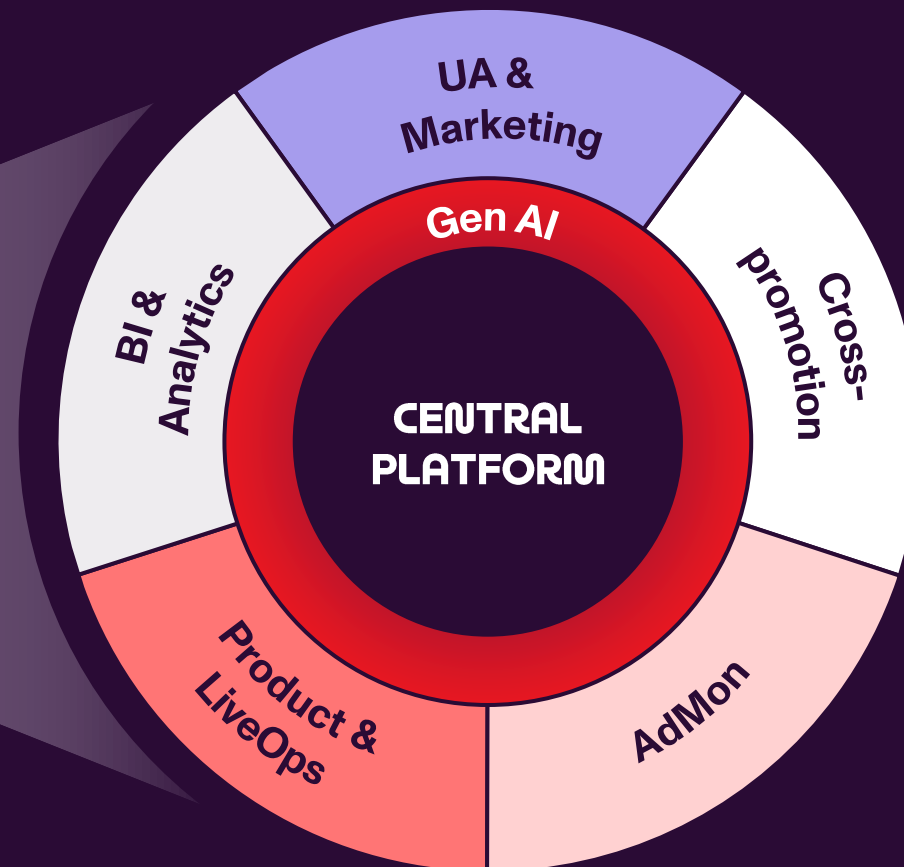 UA &
Marketing
Gen AI
Cross-
promotion
BI &
Analytics
CENTRAL
PLATFORM
Product &
LiveOps
AdMon